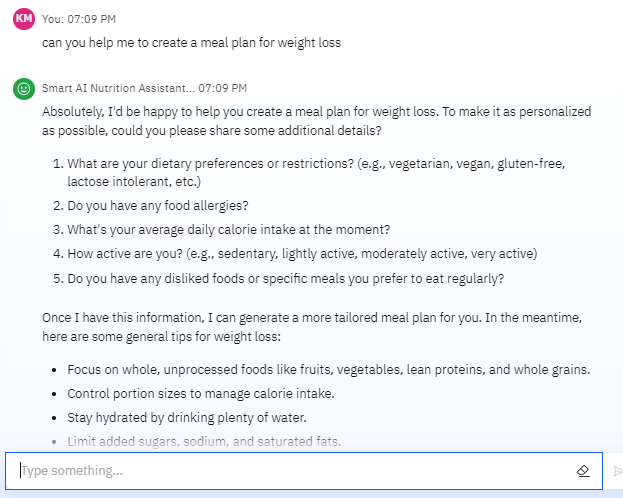 KM You: 07:09 PM
can you help me to create a meal plan for weight loss
Smart AI Nutrition Assistant... 07:09 PM
Absolutely, I'd be happy to help you create a meal plan for weight loss. To make it as personalized
as possible, could you please share some additional details?
1. What are your dietary preferences or restrictions? (e.g., vegetarian, vegan, gluten-free,
lactose intolerant, etc.)
2. Do you have any food allergies?
3. What's your average daily calorie intake at the moment?
4. How active are you? (e.g., sedentary, lightly active, moderately active, very active)
5. Do you have any disliked foods or specific meals you prefer to eat regularly?
Once I have this information, I can generate a more tailored meal plan for you. In the meantime,
here are some general tips for weight loss:
• Focus on whole, unprocessed foods like fruits, vegetables, lean proteins, and whole grains.
• Control portion sizes to manage calorie intake.
• Stay hydrated by drinking plenty of water.
• Limit added sugars, sodium, and saturated fats.
Type something...